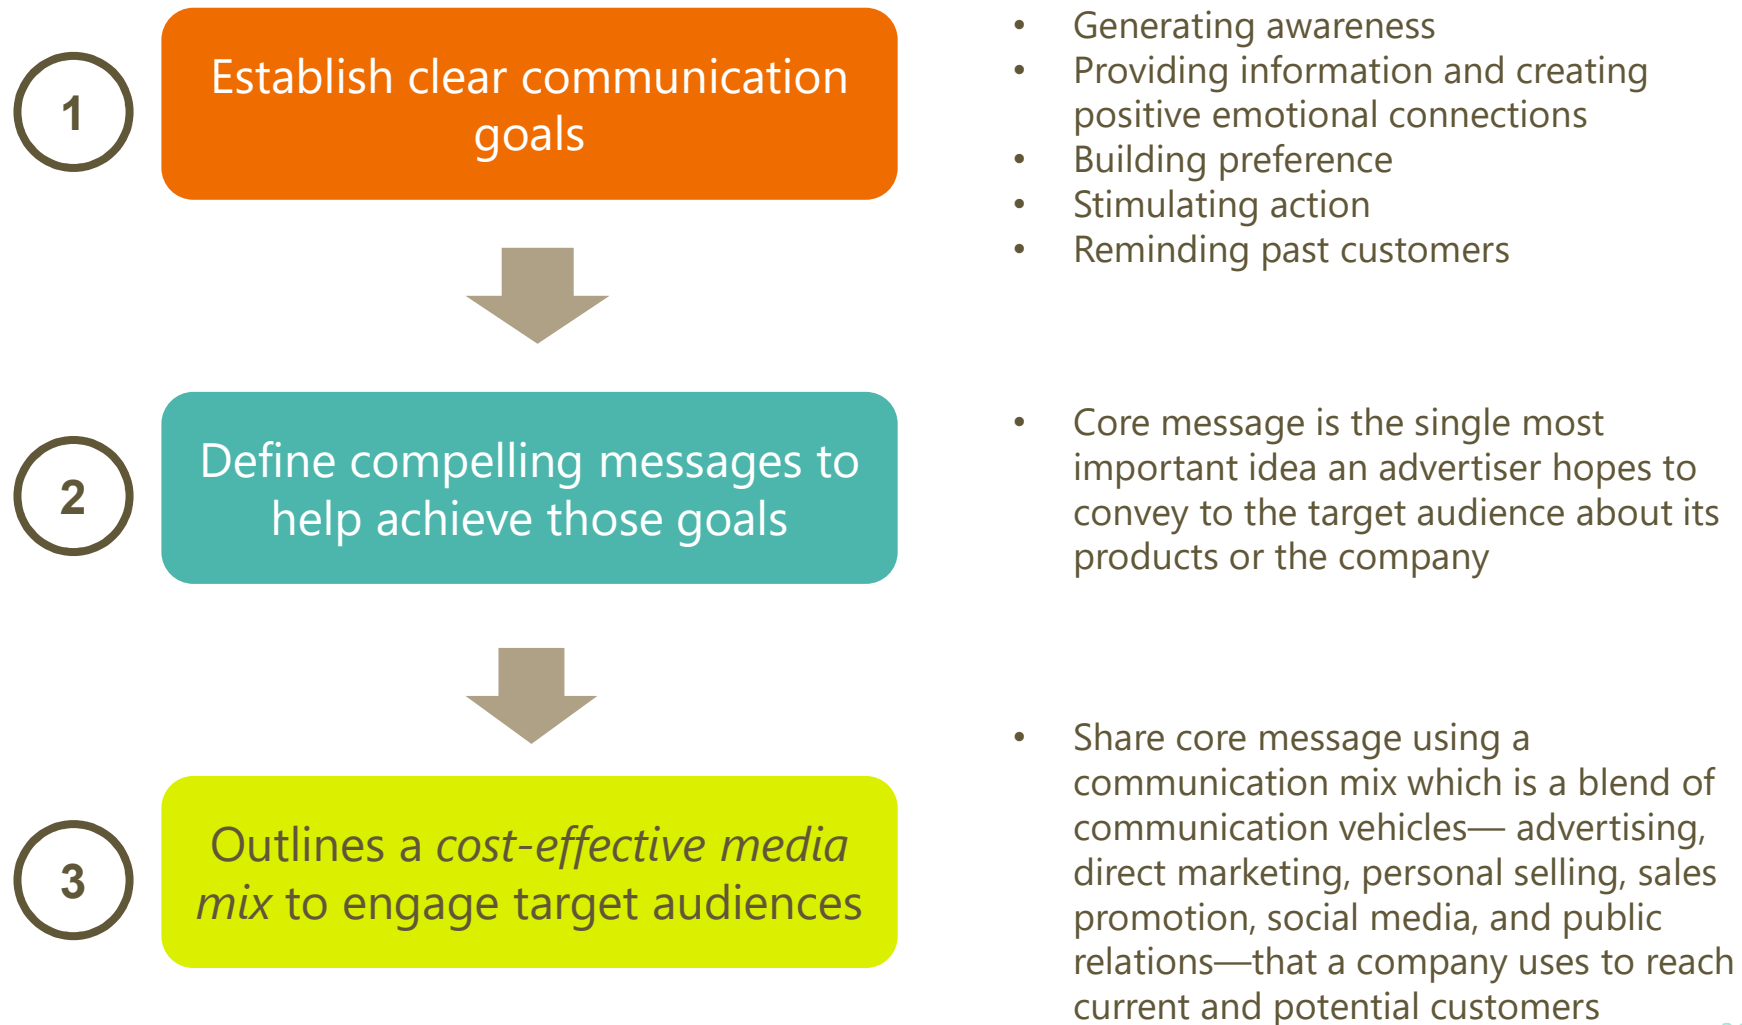 1
Establish clear communication
goals
• Generating awareness
• Providing information and creating
positive emotional connections
• Building preference
• Stimulating action
• Reminding past customers
2
Define compelling messages to
help achieve those goals
• Core message is the single most
important idea an advertiser hopes to
convey to the target audience about its
products or the company
3
Outlines a cost-effective media
mix to engage target audiences
• Share core message using a
communication mix which is a blend of
communication vehicles— advertising,
direct marketing, personal selling, sales
promotion, social media, and public
relations—that a company uses to reach
current and potential customers